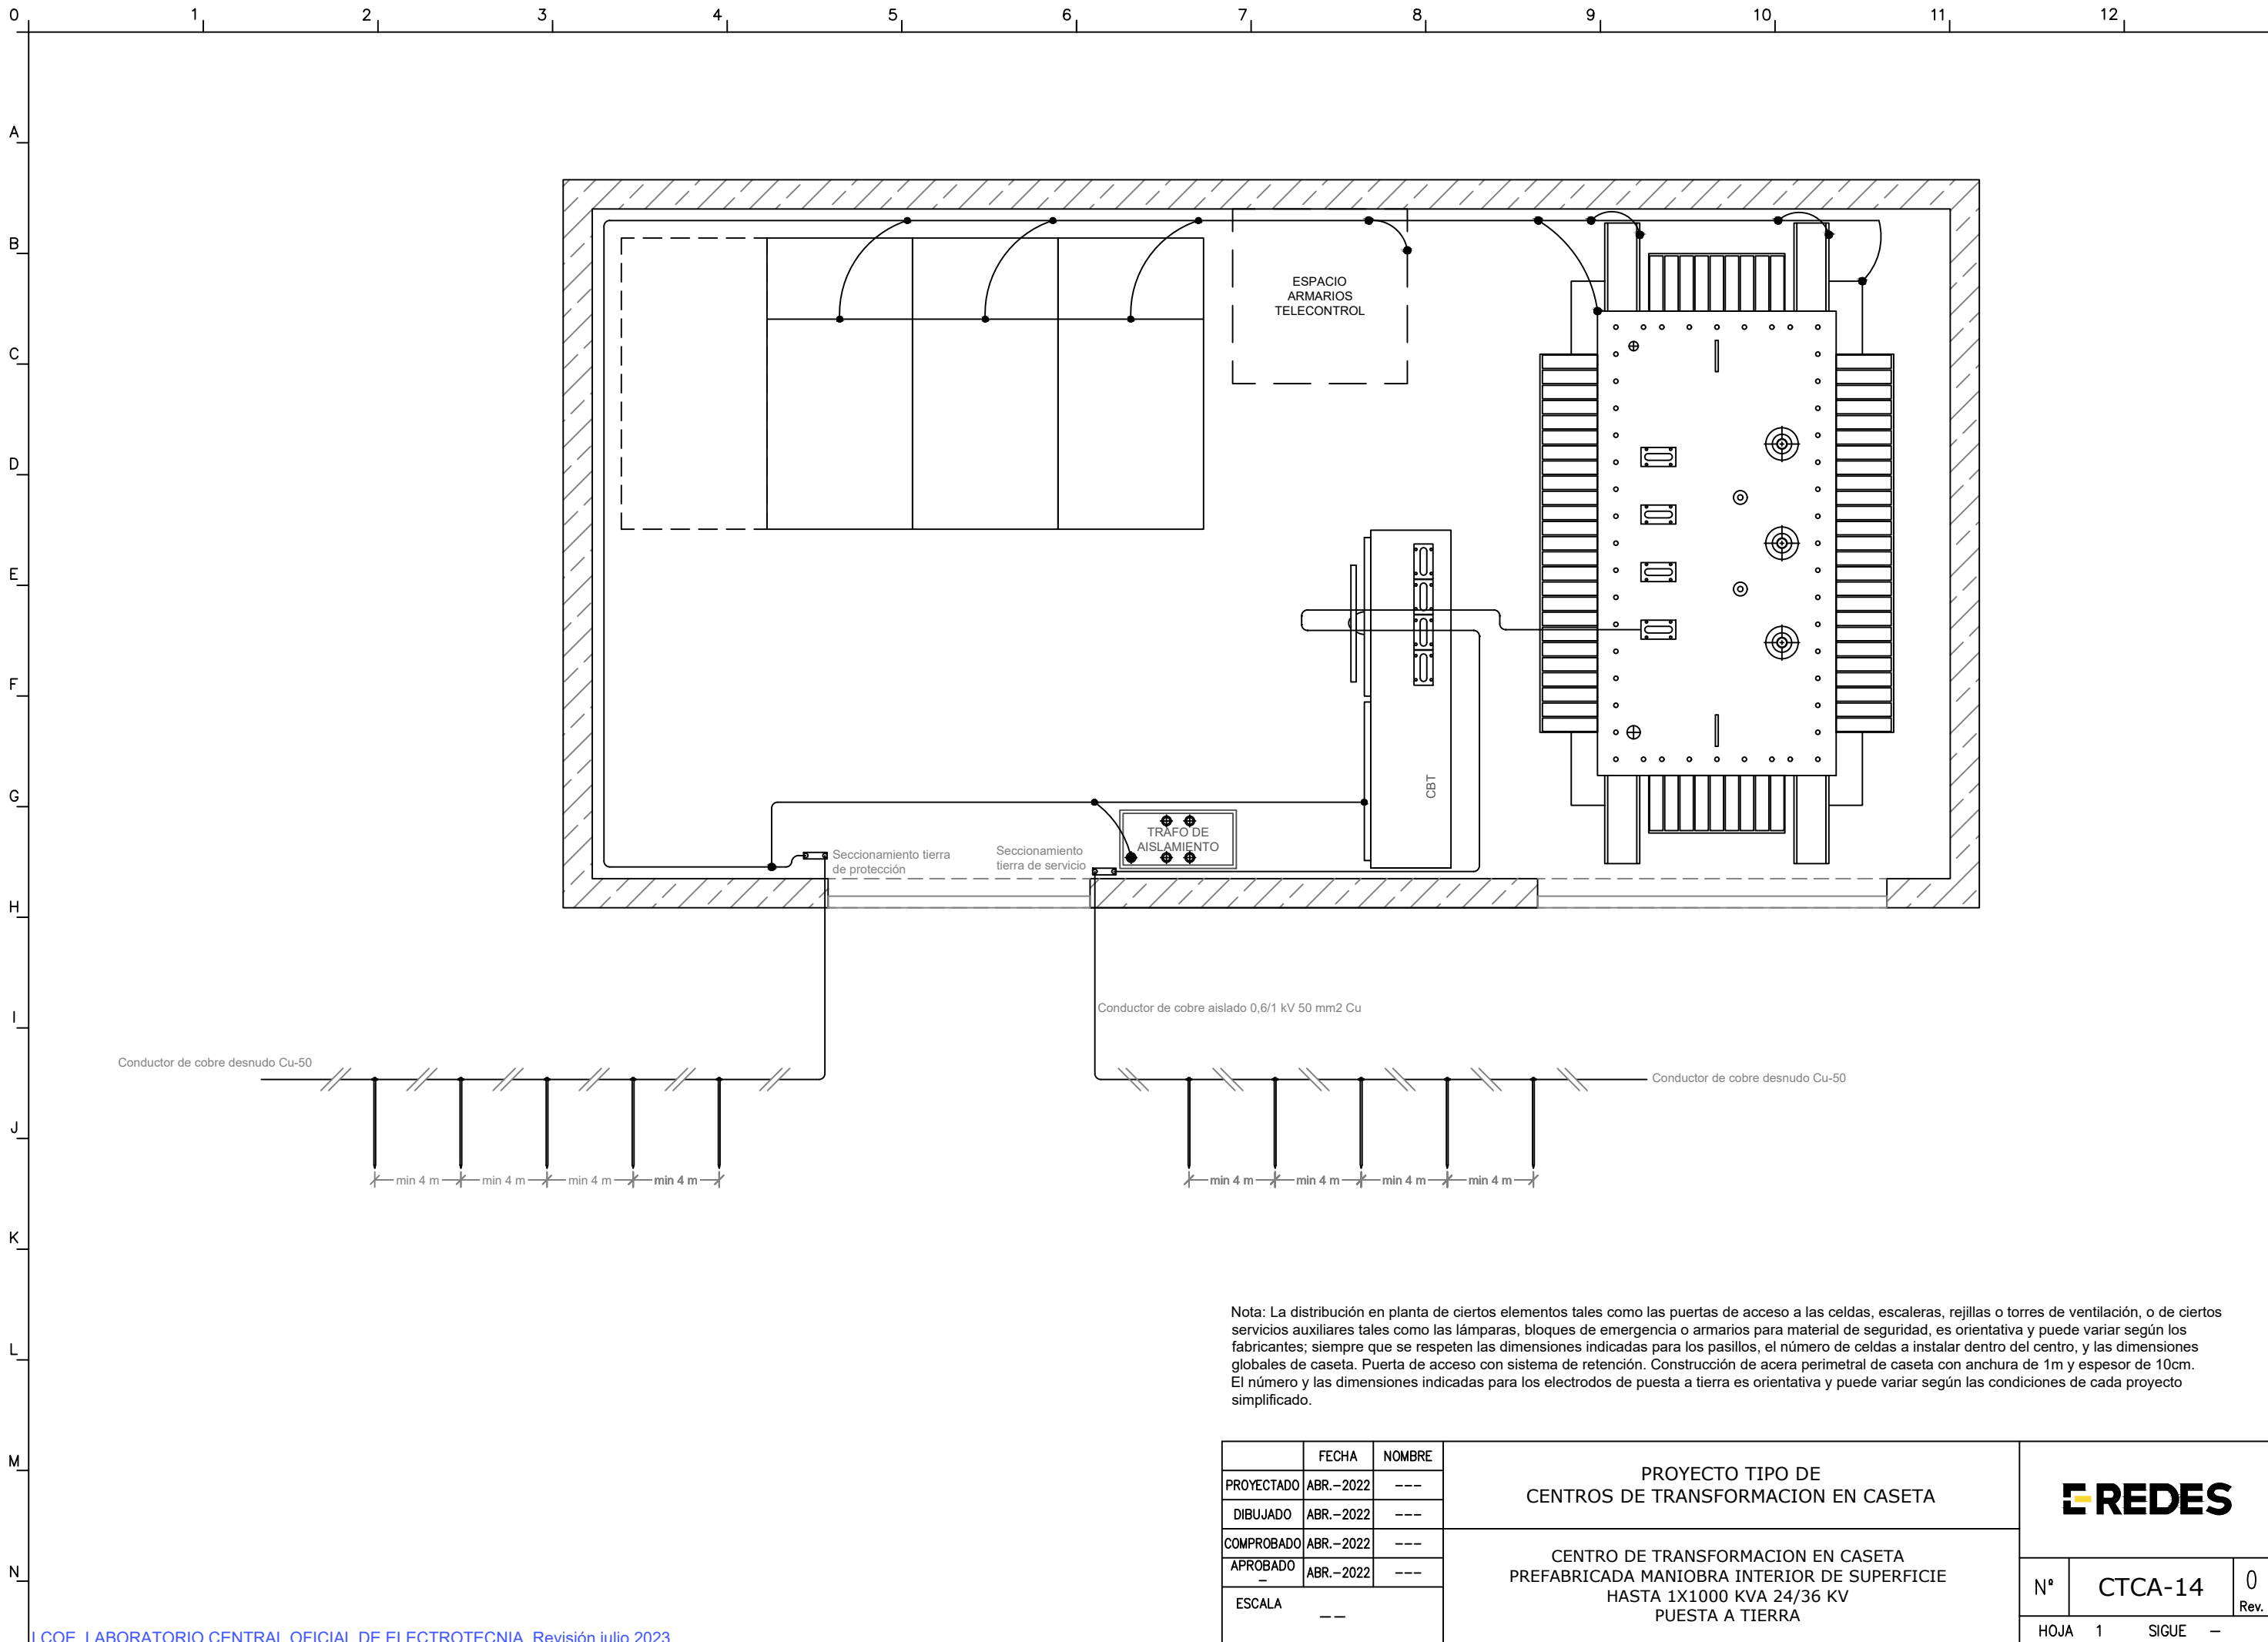 0 1 2 3 4 5 6 7 8 9 10 11 12
A
B
C
D
E
F
G
H
I
J
K
L
M
N
ESPACIO
ARMARIOS
TELECONTROL
CBT
TRAFO DE
AISLAMIENTO
Seccionamiento tierra
de protección
Seccionamiento
tierra de servicio
Conductor de cobre aislado 0,6/1 kV 50 mm2 Cu
Conductor de cobre desnudo Cu-50
Conductor de cobre desnudo Cu-50
min 4 m min 4 m min 4 m min 4 m
min 4 m min 4 m min 4 m min 4 m
Nota: La distribución en planta de ciertos elementos tales como las puertas de acceso a las celdas, escaleras, rejillas o torres de ventilación, o de ciertos
servicios auxiliares tales como las lámparas, bloques de emergencia o armarios para material de seguridad, es orientativa y puede variar según los
fabricantes; siempre que se respeten las dimensiones indicadas para los pasillos, el número de celdas a instalar dentro del centro, y las dimensiones
globales de caseta. Puerta de acceso con sistema de retención. Construcción de acera perimetral de caseta con anchura de 1m y espesor de 10cm.
El número y las dimensiones indicadas para los electrodos de puesta a tierra es orientativa y puede variar según las condiciones de cada proyecto
simplificado.
FECHA NOMBRE
PROYECTADO ABR.-2022 ---
DIBUJADO ABR.-2022 ---
COMPROBADO ABR.-2022 ---
APROBADO - ABR.-2022 ---
ESCALA --
PROYECTO TIPO DE
CENTROS DE TRANSFORMACION EN CASETA
CENTRO DE TRANSFORMACION EN CASETA
PREFABRICADA MANIOBRA INTERIOR DE SUPERFICIE
HASTA 1X1000 KVA 24/36 KV
PUESTA A TIERRA
E-REDES
Nº CTCA-14 0
Rev.
HOJA 1 SIGUE -
LCOE, LABORATORIO CENTRAL OFICIAL DE ELECTROTECNIA. Revisión julio 2023